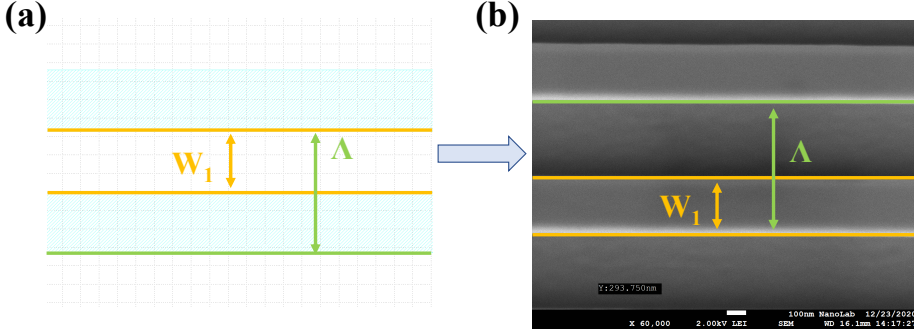 (a)
(b)
Λ
W1
Λ
W1
Y:293.750nm
100nm NanoLab 12/23/2020
X 60,000 2.00kV LEI SEM WD 16.1mm 14:17:27